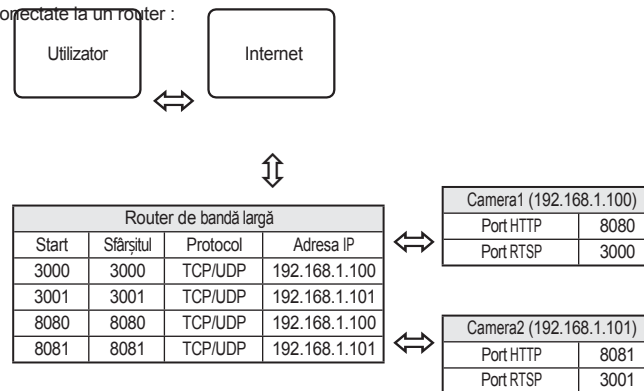 onectate la un router :
Utilizator
Internet
Router de bandă largă
Start Sfârșitul Protocol Adresa IP
3000 3000 TCP/UDP 192.168.1.100
3001 3001 TCP/UDP 192.168.1.101
8080 8080 TCP/UDP 192.168.1.100
8081 8081 TCP/UDP 192.168.1.101
Camera1 (192.168.1.100)
Port HTTP 8080
Port RTSP 3000
Camera2 (192.168.1.101)
Port HTTP 8081
Port RTSP 3001